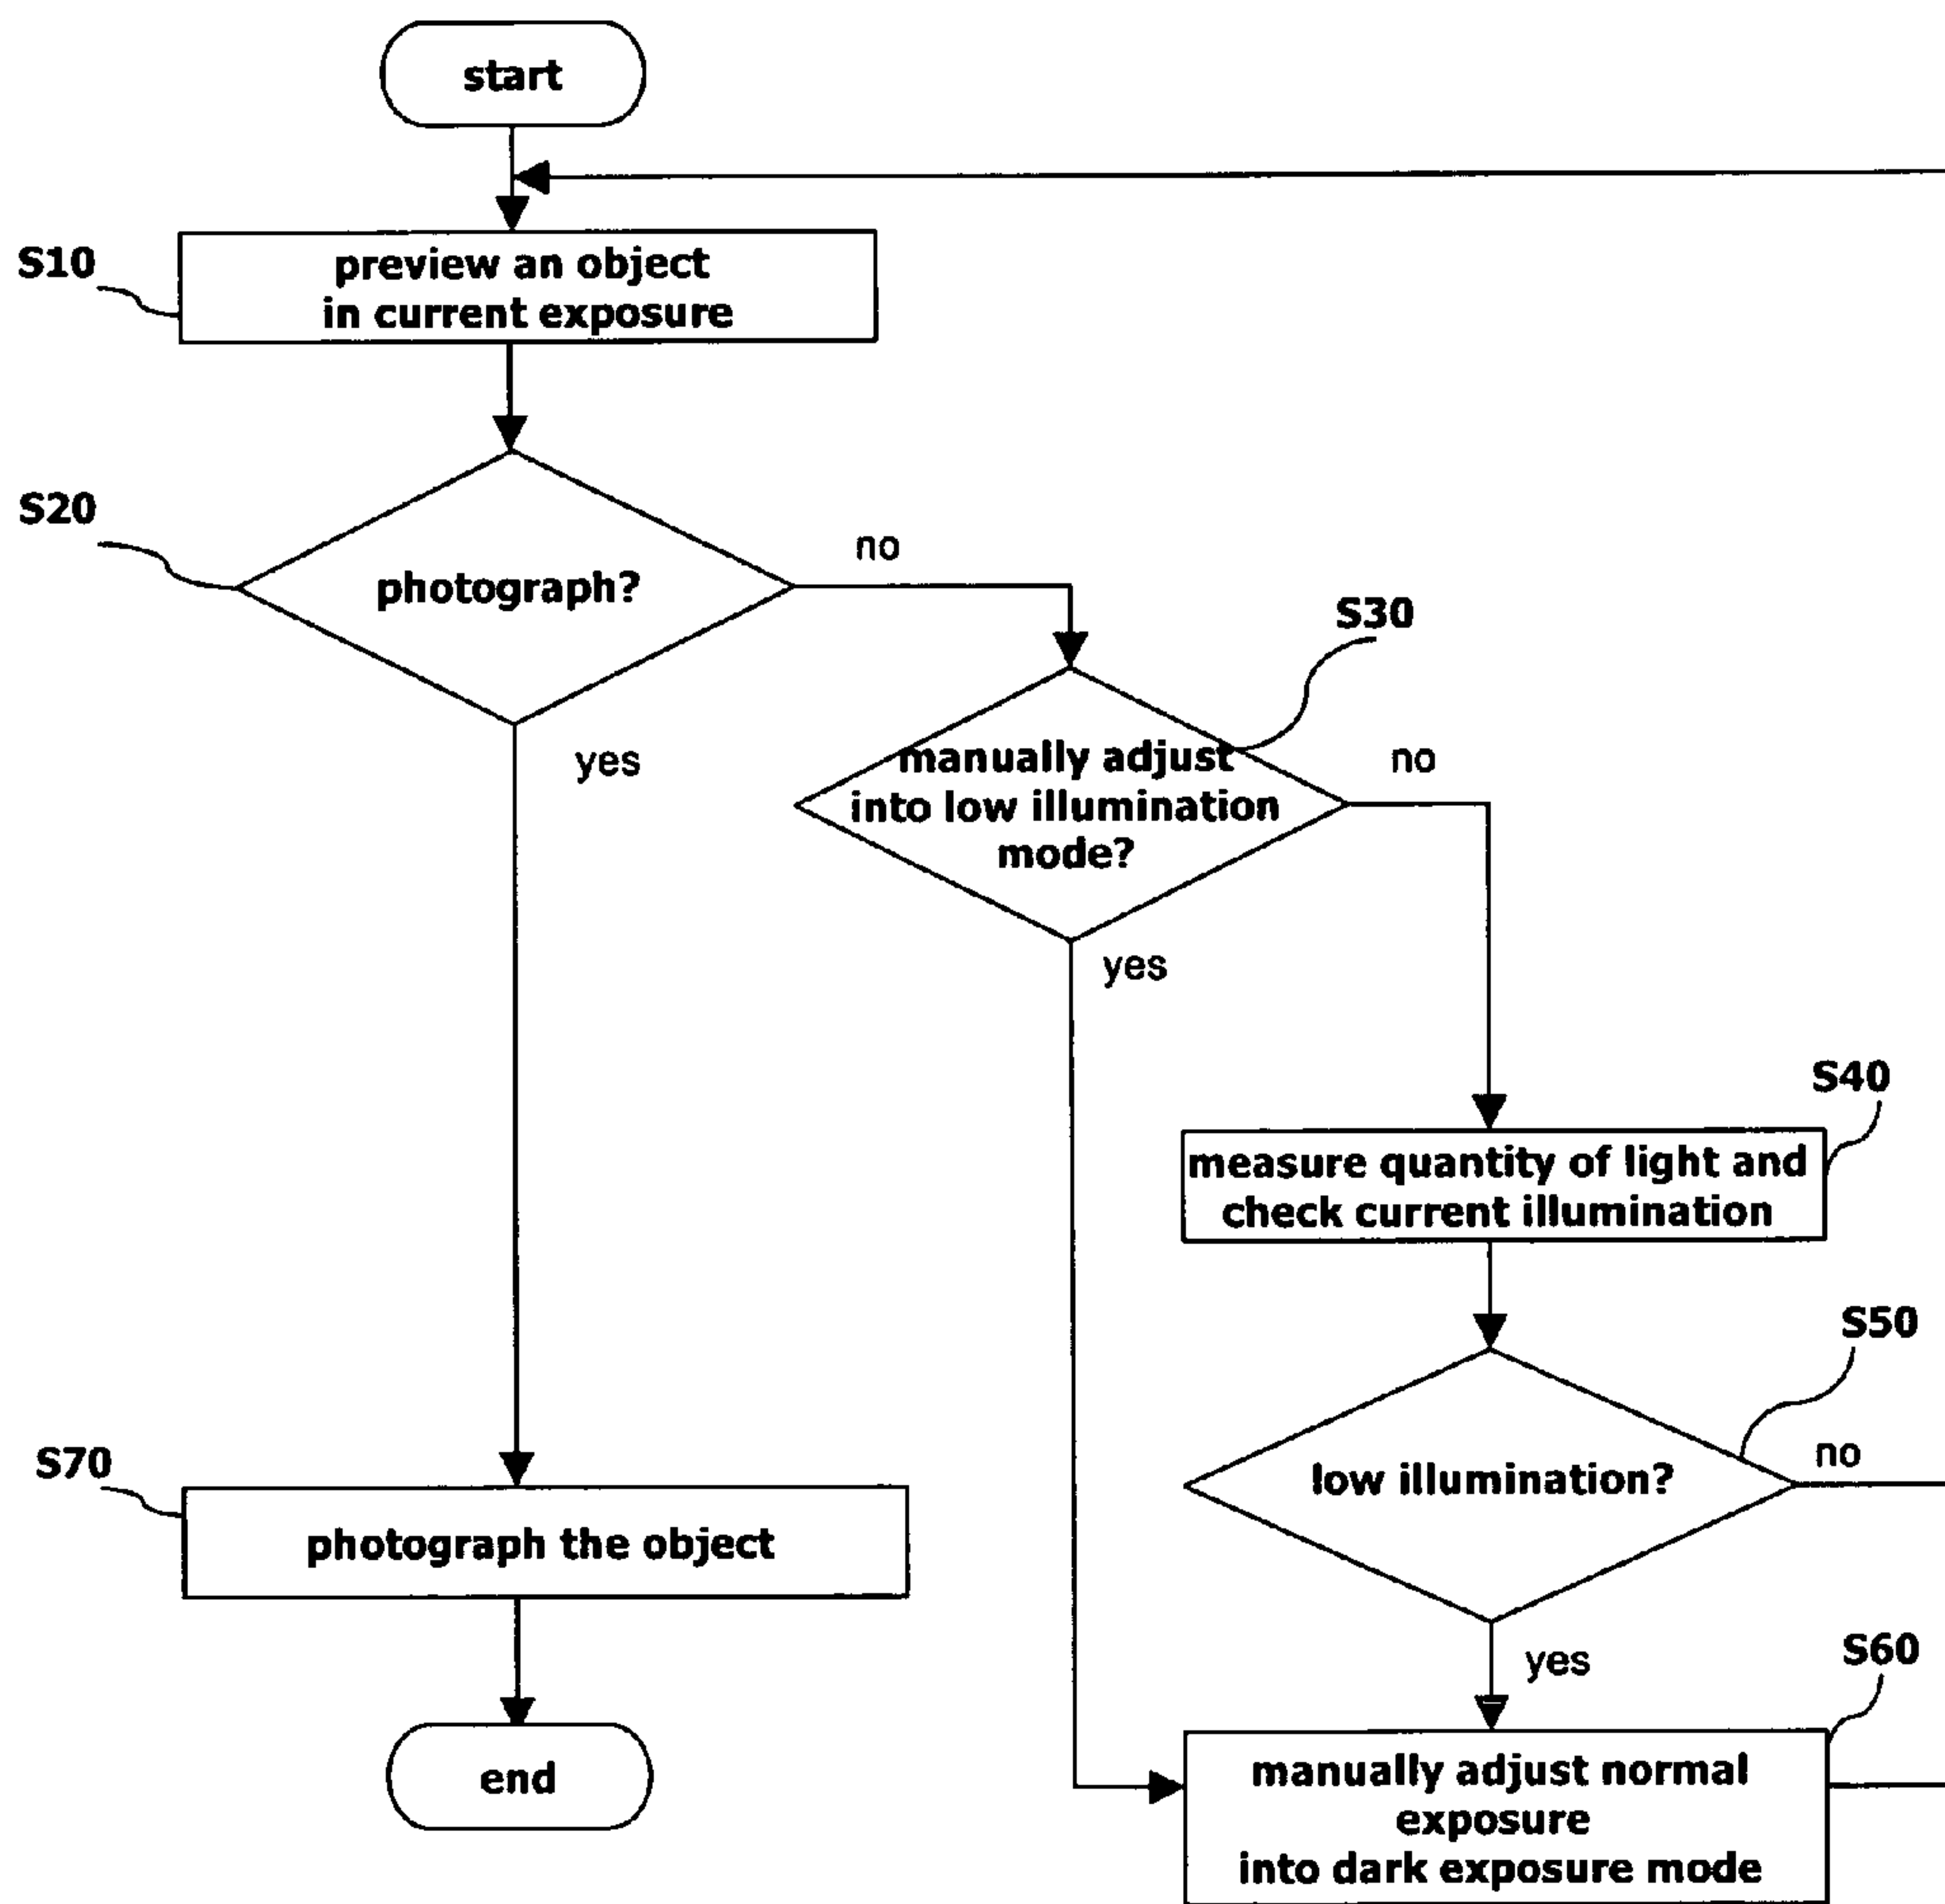 start
S10
preview an object
in current exposure
S20
photograph?
no
yes
S30
manually adjust
into low illumination
mode?
no
yes
S40
measure quantity of light and
check current illumination
S50
low illumination?
no
yes
S60
manually adjust normal
exposure
into dark exposure mode
S70
photograph the object
end